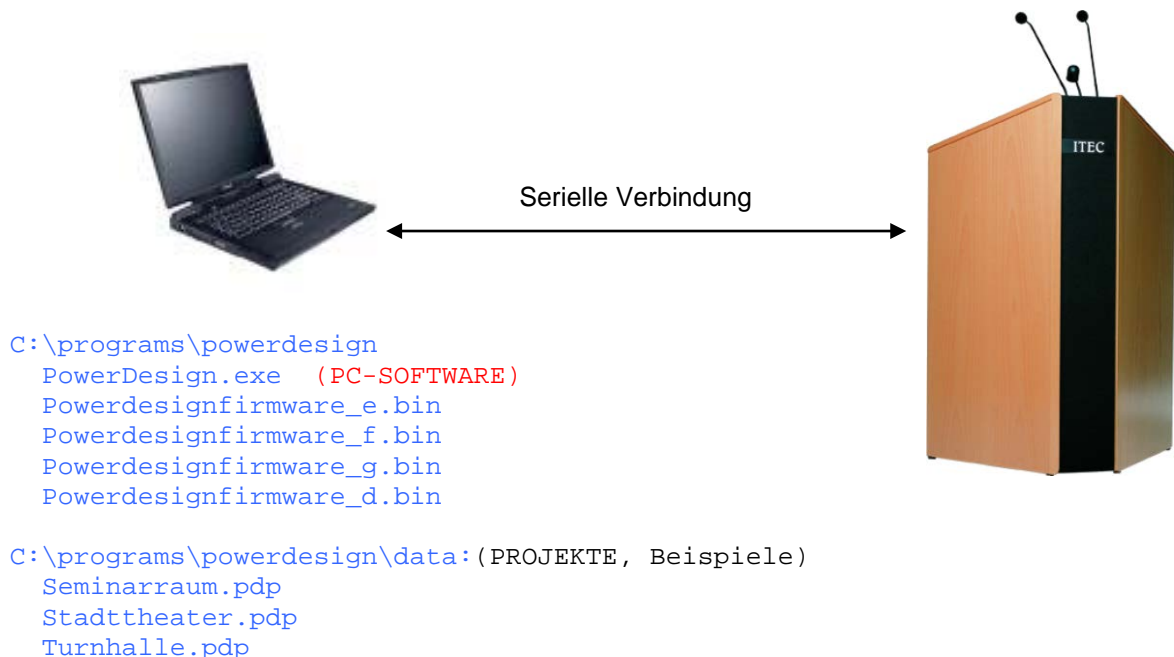 ITEC
Serielle Verbindung
C:\programs\powerdesign
PowerDesign.exe (PC-SOFTWARE)
Powerdesignfirmware_e.bin
Powerdesignfirmware_f.bin
Powerdesignfirmware_g.bin
Powerdesignfirmware_d.bin
C:\programs\powerdesign\data:(PROJEKTE, Beispiele)
Seminarraum.pdp
Stadttheater.pdp
Turnhalle.pdp